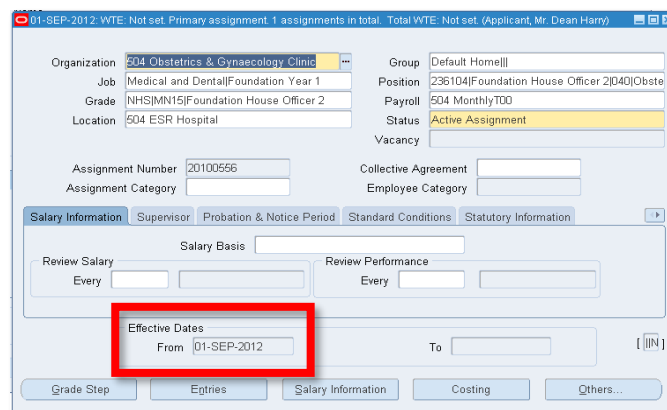 01-SEP-2012: WTE: Not set. Primary assignment. 1 assignments in total. Total WTE: Not set. (Applicant, Mr. Dean Harry)
Organization 504 Obstetrics & Gynaecology Clinic ... Group Default Home|||
Job Medical and Dental|Foundation Year 1 Position 236104|Foundation House Officer 2|040|Obste
Grade NHS|MN15|Foundation House Officer 2 Payroll 504 MonthlyT00
Location 504 ESR Hospital Status Active Assignment
Vacancy
Assignment Number 20100556 Collective Agreement
Assignment Category Employee Category
Salary Information Supervisor Probation & Notice Period Standard Conditions Statutory Information
Salary Basis
Review Salary Review Performance
Every Every
Effective Dates
From 01-SEP-2012 To [ ||N ]
Grade Step Entries Salary Information Costing Others...